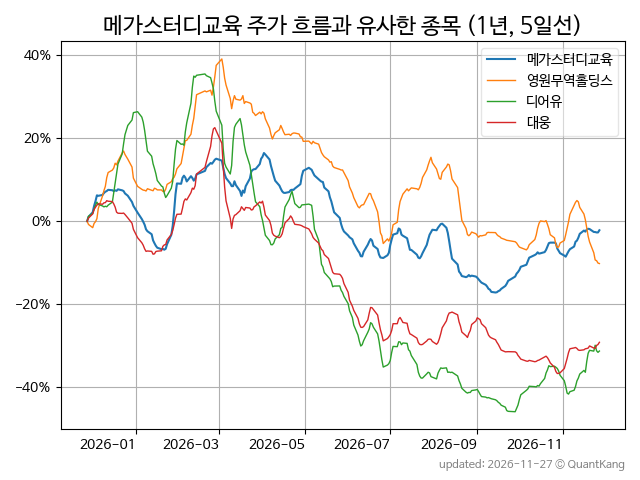 메가스터디교육 주가 흐름과 유사한 종목 (1년, 5일선)
메가스터디교육
영원무역홀딩스
디어유
대웅
40%
20%
0%
−20%
−40%
2026-01 2026-03 2026-05 2026-07 2026-09 2026-11
updated: 2026-11-27 © QuantKang